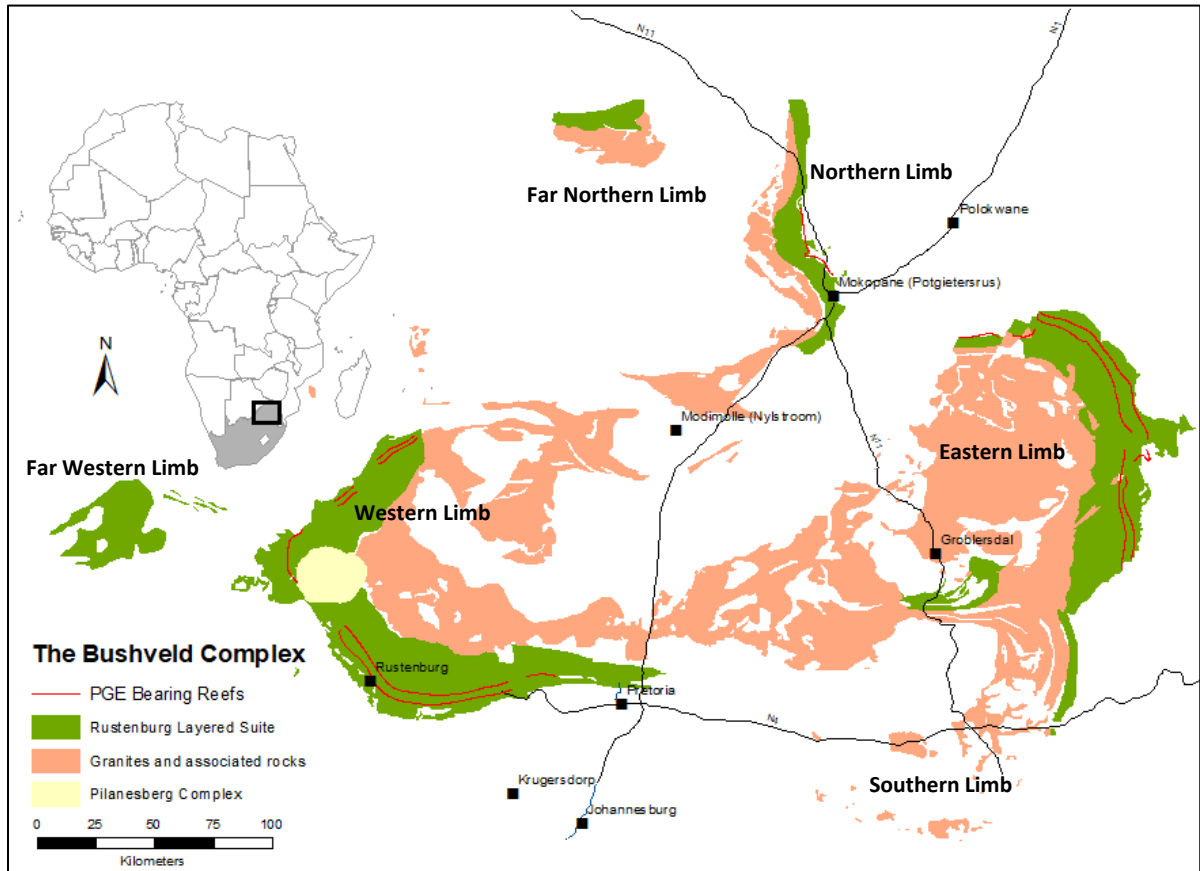 N11
N1
Northern Limb
Far Northern Limb
Polokwane
Mokopane (Potgietersrus)
N
Modimolle (Nylstroom)
N11
Eastern Limb
Far Western Limb
Western Limb
Groblersdal
The Bushveld Complex
PGE Bearing Reefs
Rustenburg Layered Suite
Granites and associated rocks
Pilanesberg Complex
0 25 50 75 100
Kilometers
Rustenburg
Pretoria
N4
Southern Limb
Krugersdorp
Johannesburg